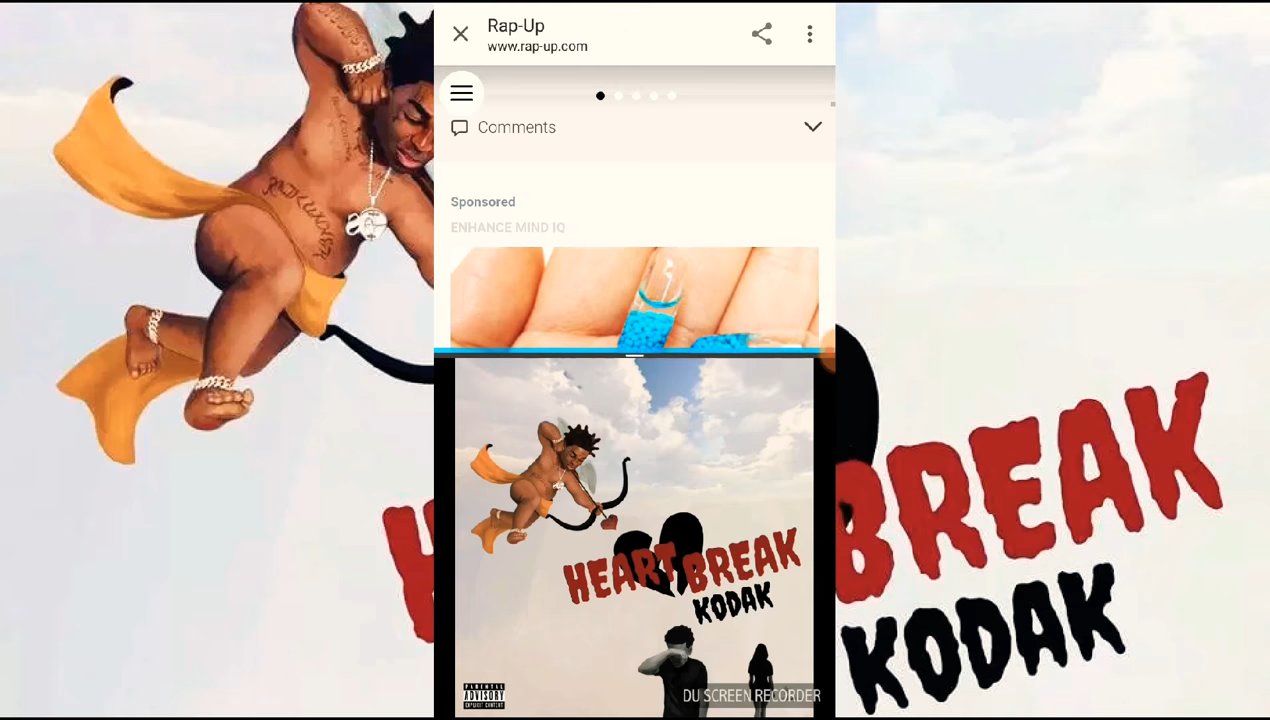 Rap-Up
www.rap-up.com
Comments
Sponsored
ENHANCE MIND IQ
HEARTBREAK
KODAK
PARENTAL
ADVISORY
EXPLICIT CONTENT
DU SCREEN RECORDER
H
BREAK
KODAK